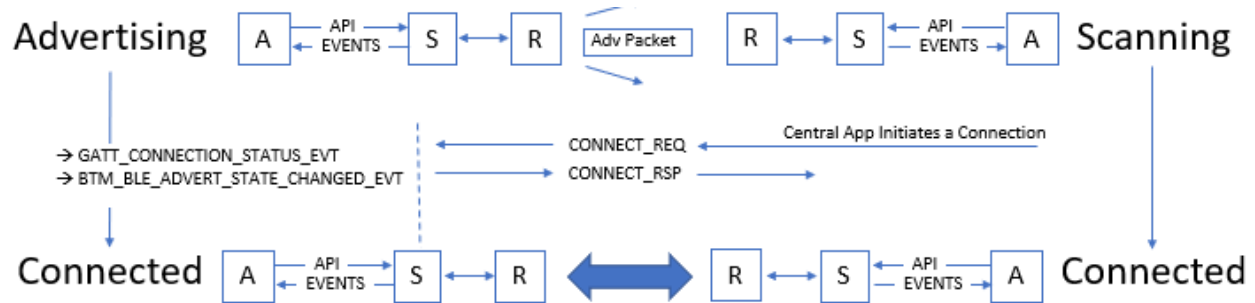 Advertising A API EVENTS S R Adv Packet R S API EVENTS A Scanning
CONNECT_REQ Central App Initiates a Connection
→ GATT_CONNECTION_STATUS_EVT
→ BTM_BLE_ADVERT_STATE_CHANGED_EVT CONNECT_RSP
Connected A API EVENTS S R R S API EVENTS A Connected